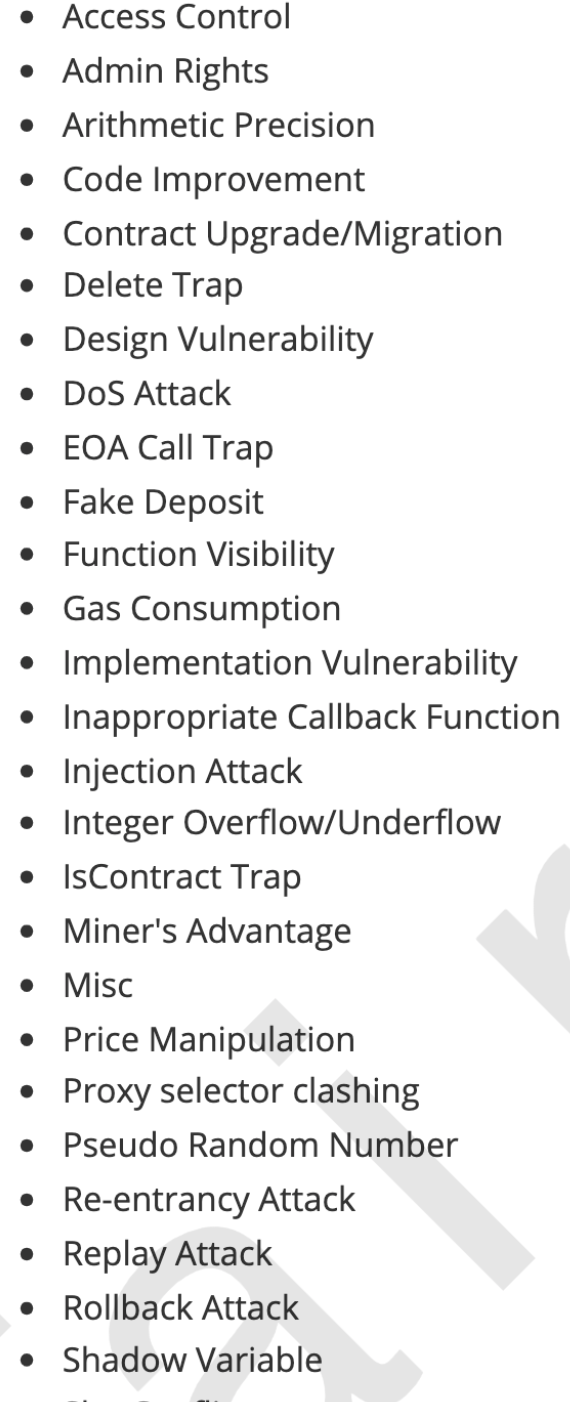 • Access Control
• Admin Rights
• Arithmetic Precision
• Code Improvement
• Contract Upgrade/Migration
• Delete Trap
• Design Vulnerability
• DoS Attack
• EOA Call Trap
• Fake Deposit
• Function Visibility
• Gas Consumption
• Implementation Vulnerability
• Inappropriate Callback Function
• Injection Attack
• Integer Overflow/Underflow
• IsContract Trap
• Miner's Advantage
• Misc
• Price Manipulation
• Proxy selector clashing
• Pseudo Random Number
• Re-entrancy Attack
• Replay Attack
• Rollback Attack
• Shadow Variable